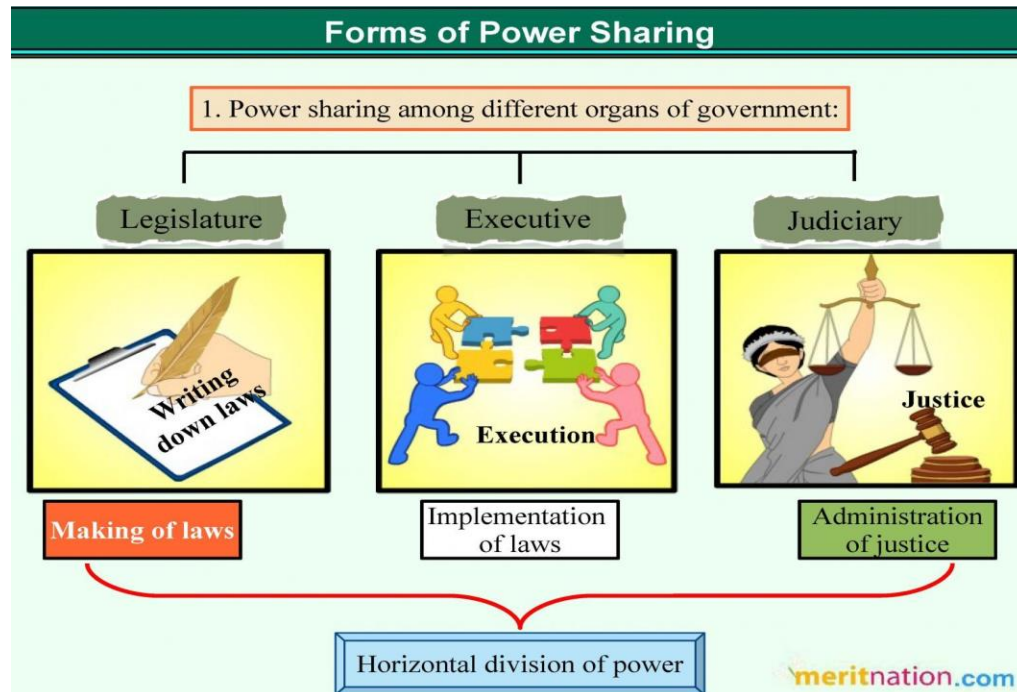 Forms of Power Sharing
1. Power sharing among different organs of government:
Legislature
Executive
Judiciary
Writing
down laws
Execution
Justice
Making of laws
Implementation
of laws
Administration
of justice
Horizontal division of power
meritnation.com